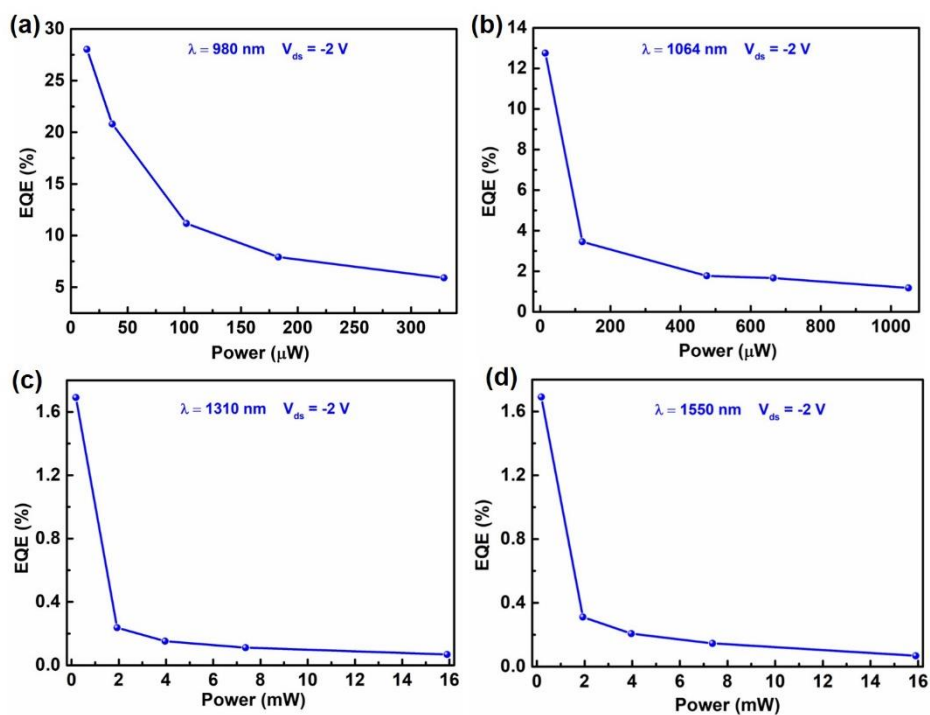 (a)
30
25
20
15
10
5
EQE (%)
λ = 980 nm V_ds = -2 V
0 50 100 150 200 250 300
Power (μW)
(b)
14
12
10
8
6
4
2
0
EQE (%)
λ = 1064 nm V_ds = -2 V
0 200 400 600 800 1000
Power (μW)
(c)
1.6
1.2
0.8
0.4
0.0
EQE (%)
λ = 1310 nm V_ds = -2 V
0 2 4 6 8 10 12 14 16
Power (mW)
(d)
1.6
1.2
0.8
0.4
0.0
EQE (%)
λ = 1550 nm V_ds = -2 V
0 2 4 6 8 10 12 14 16
Power (mW)